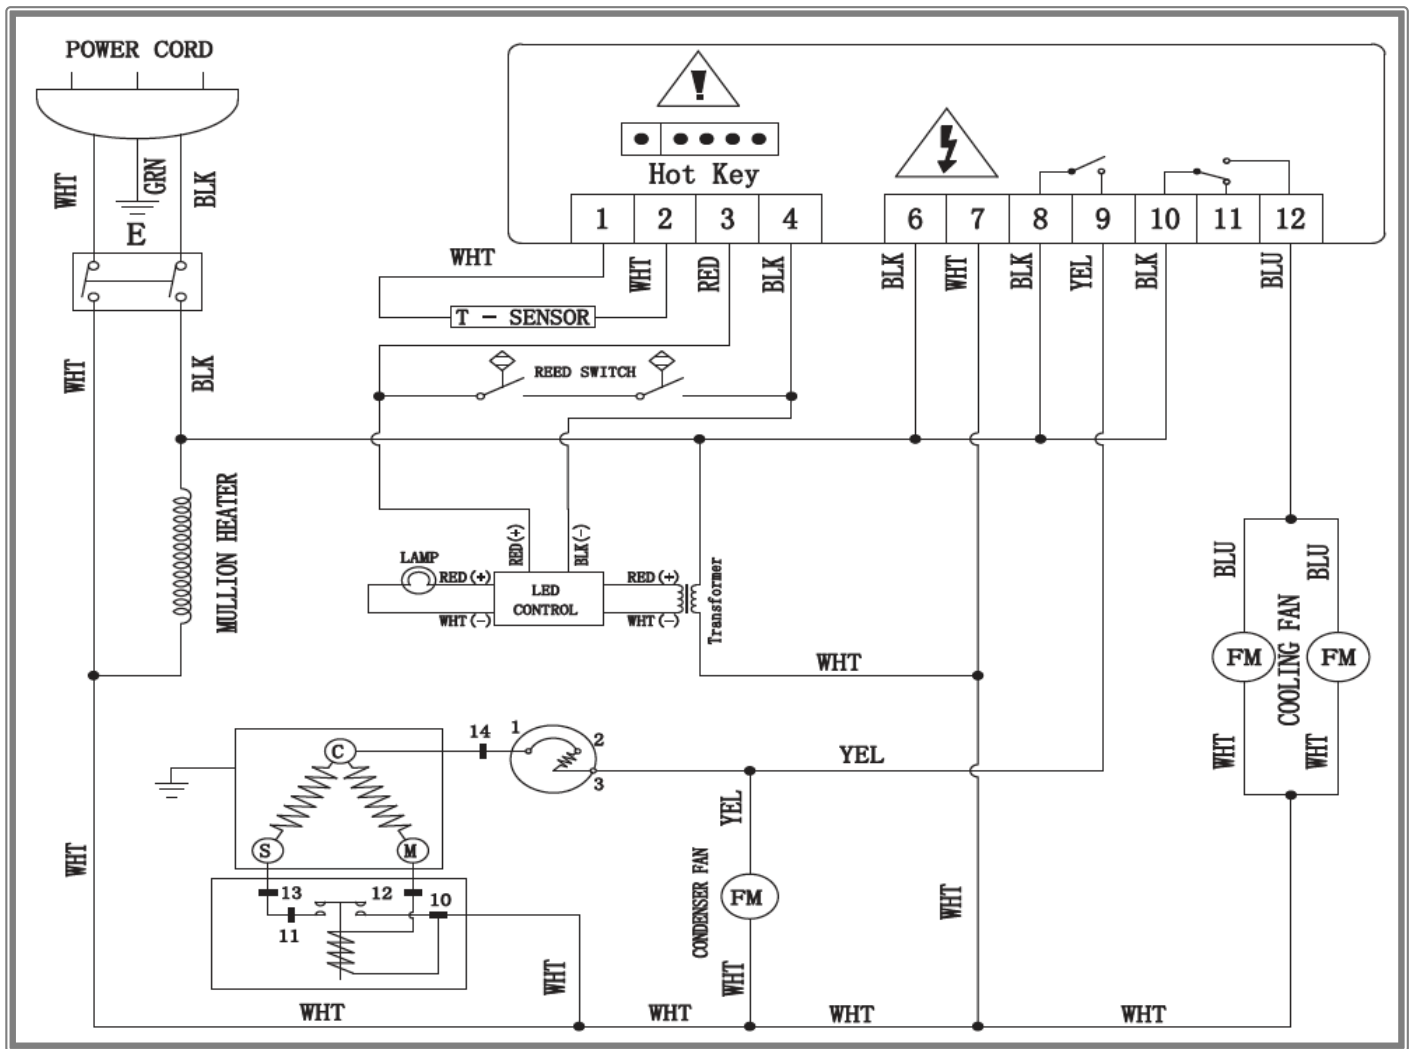 POWER CORD
WHT
GRN
BLK
E
!
Hot Key
1 2 3 4
6 7 8 9 10 11 12
WHT
WHT
RED
BLK
BLK
WHT
BLK
YEL
BLK
BLU
T - SENSOR
WHT
BLK
REED SWITCH
MULLION HEATER
LAMP
RED(+)
WHT(-)
RED(+)
BLK(-)
LED
CONTROL
RED(+)
WHT(-)
Transformer
WHT
BLU
BLU
FM
COOLING FAN
FM
WHT
WHT
14
1
2
3
C
S
M
YEL
YEL
WHT
13
12
10
11
CONDENSER FAN
FM
WHT
WHT
WHT
WHT
WHT
WHT
WHT